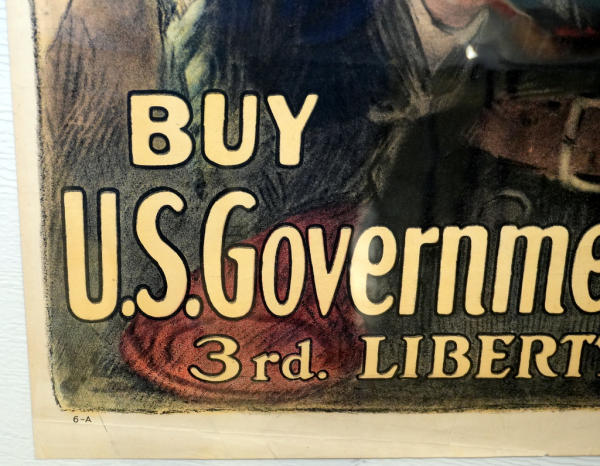 BUY
U.S. Governme
3rd. LIBERT
6-A